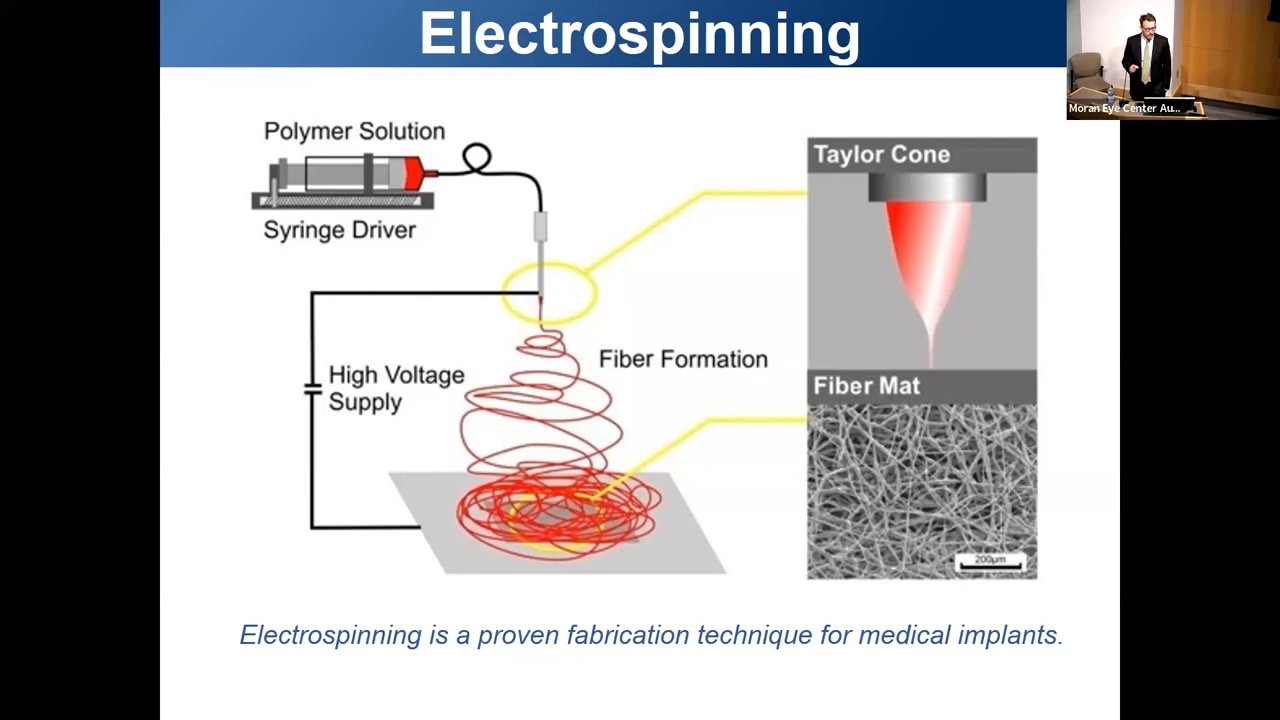 Electrospinning
Moran Eye Center Au...
Polymer Solution
Syringe Driver
High Voltage
Supply
Fiber Formation
Taylor Cone
Fiber Mat
200μm
Electrospinning is a proven fabrication technique for medical implants.